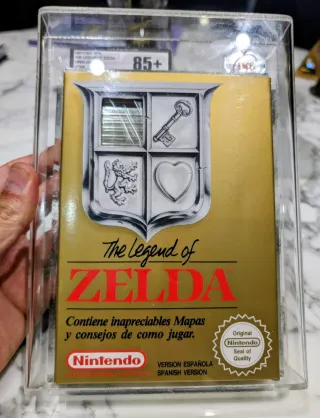 85+
The Legend of
ZELDA
Contiene inapreciables Mapas
y consejos de como jugar.
Nintendo
VERSION ESPAÑOLA
SPANISH VERSION
Original
Nintendo
Seal of
Quality